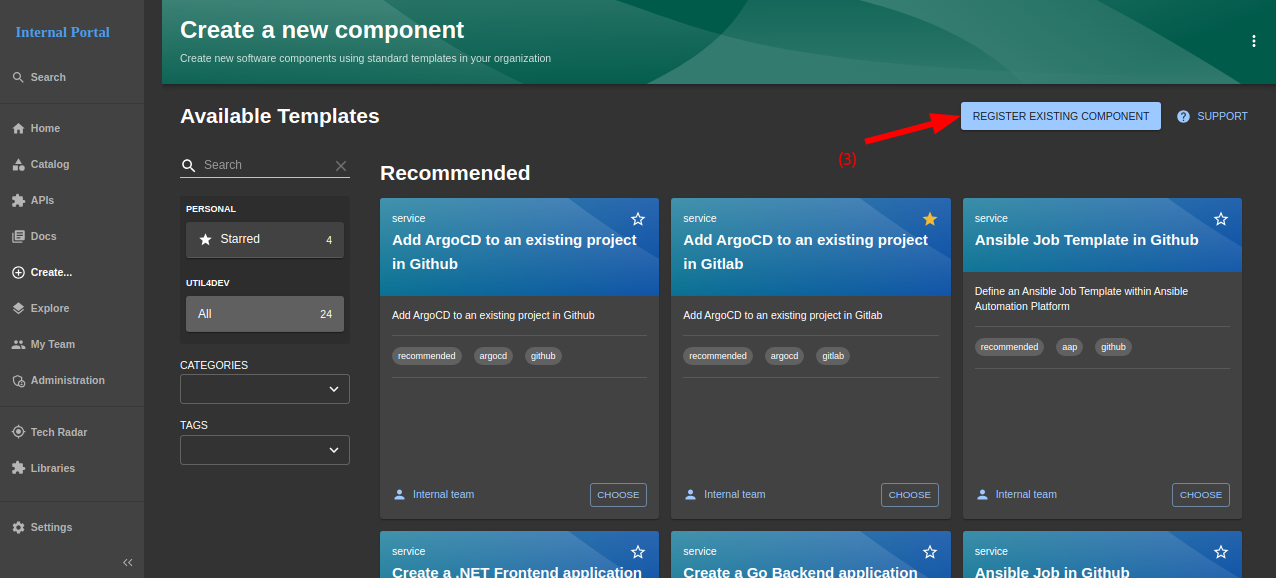 Internal Portal
Search
Home
Catalog
APIs
Docs
Create...
Explore
My Team
Administration
Tech Radar
Libraries
Settings
Create a new component
Create new software components using standard templates in your organization
Available Templates
REGISTER EXISTING COMPONENT
SUPPORT
(3)
Search
PERSONAL
Starred 4
UTIL4DEV
All 24
CATEGORIES
TAGS
Recommended
service
Add ArgoCD to an existing project
in Github
Add ArgoCD to an existing project in Github
recommended argocd github
Internal team
CHOOSE
service
Add ArgoCD to an existing project
in Gitlab
Add ArgoCD to an existing project in Gitlab
recommended argocd gitlab
Internal team
CHOOSE
service
Ansible Job Template in Github
Define an Ansible Job Template within Ansible
Automation Platform
recommended aap github
Internal team
CHOOSE
service
Create a .NET Frontend application
service
Create a Go Backend application
service
Ansible Job in Github